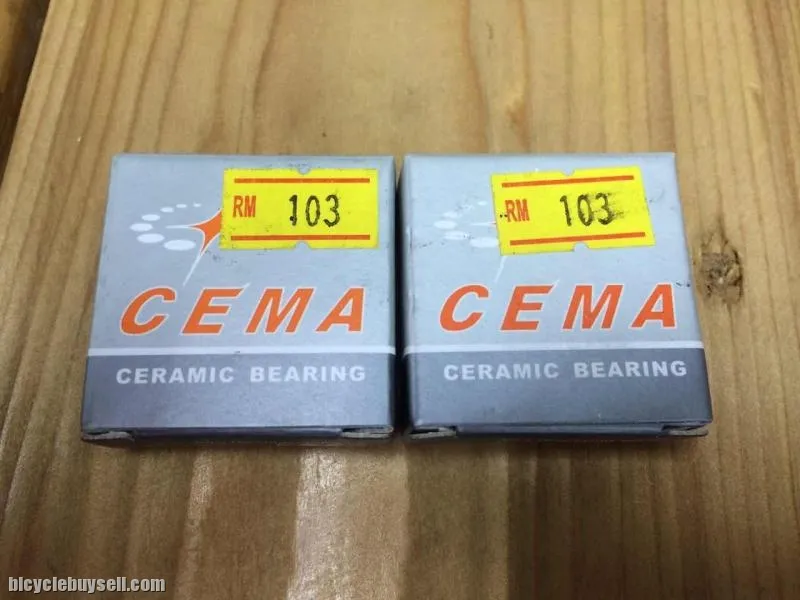 RM 103
CEMA
CERAMIC BEARING
RM 103
CEMA
CERAMIC BEARING
bicyclebuysell.com